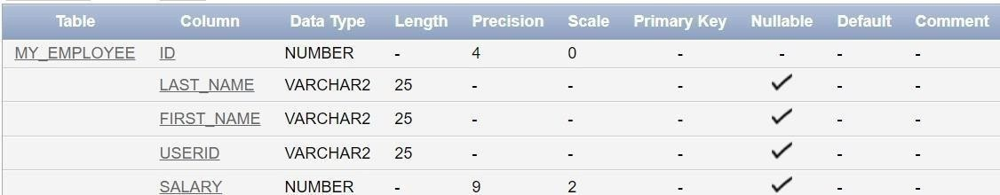 Table Column Data Type Length Precision Scale Primary Key Nullable Default Comment
MY_EMPLOYEE ID NUMBER - 4 0 - - - -
LAST_NAME VARCHAR2 25 - - - ✓ - -
FIRST_NAME VARCHAR2 25 - - - ✓ - -
USERID VARCHAR2 25 - - - ✓ - -
SALARY NUMBER - 9 2 - ✓ - -